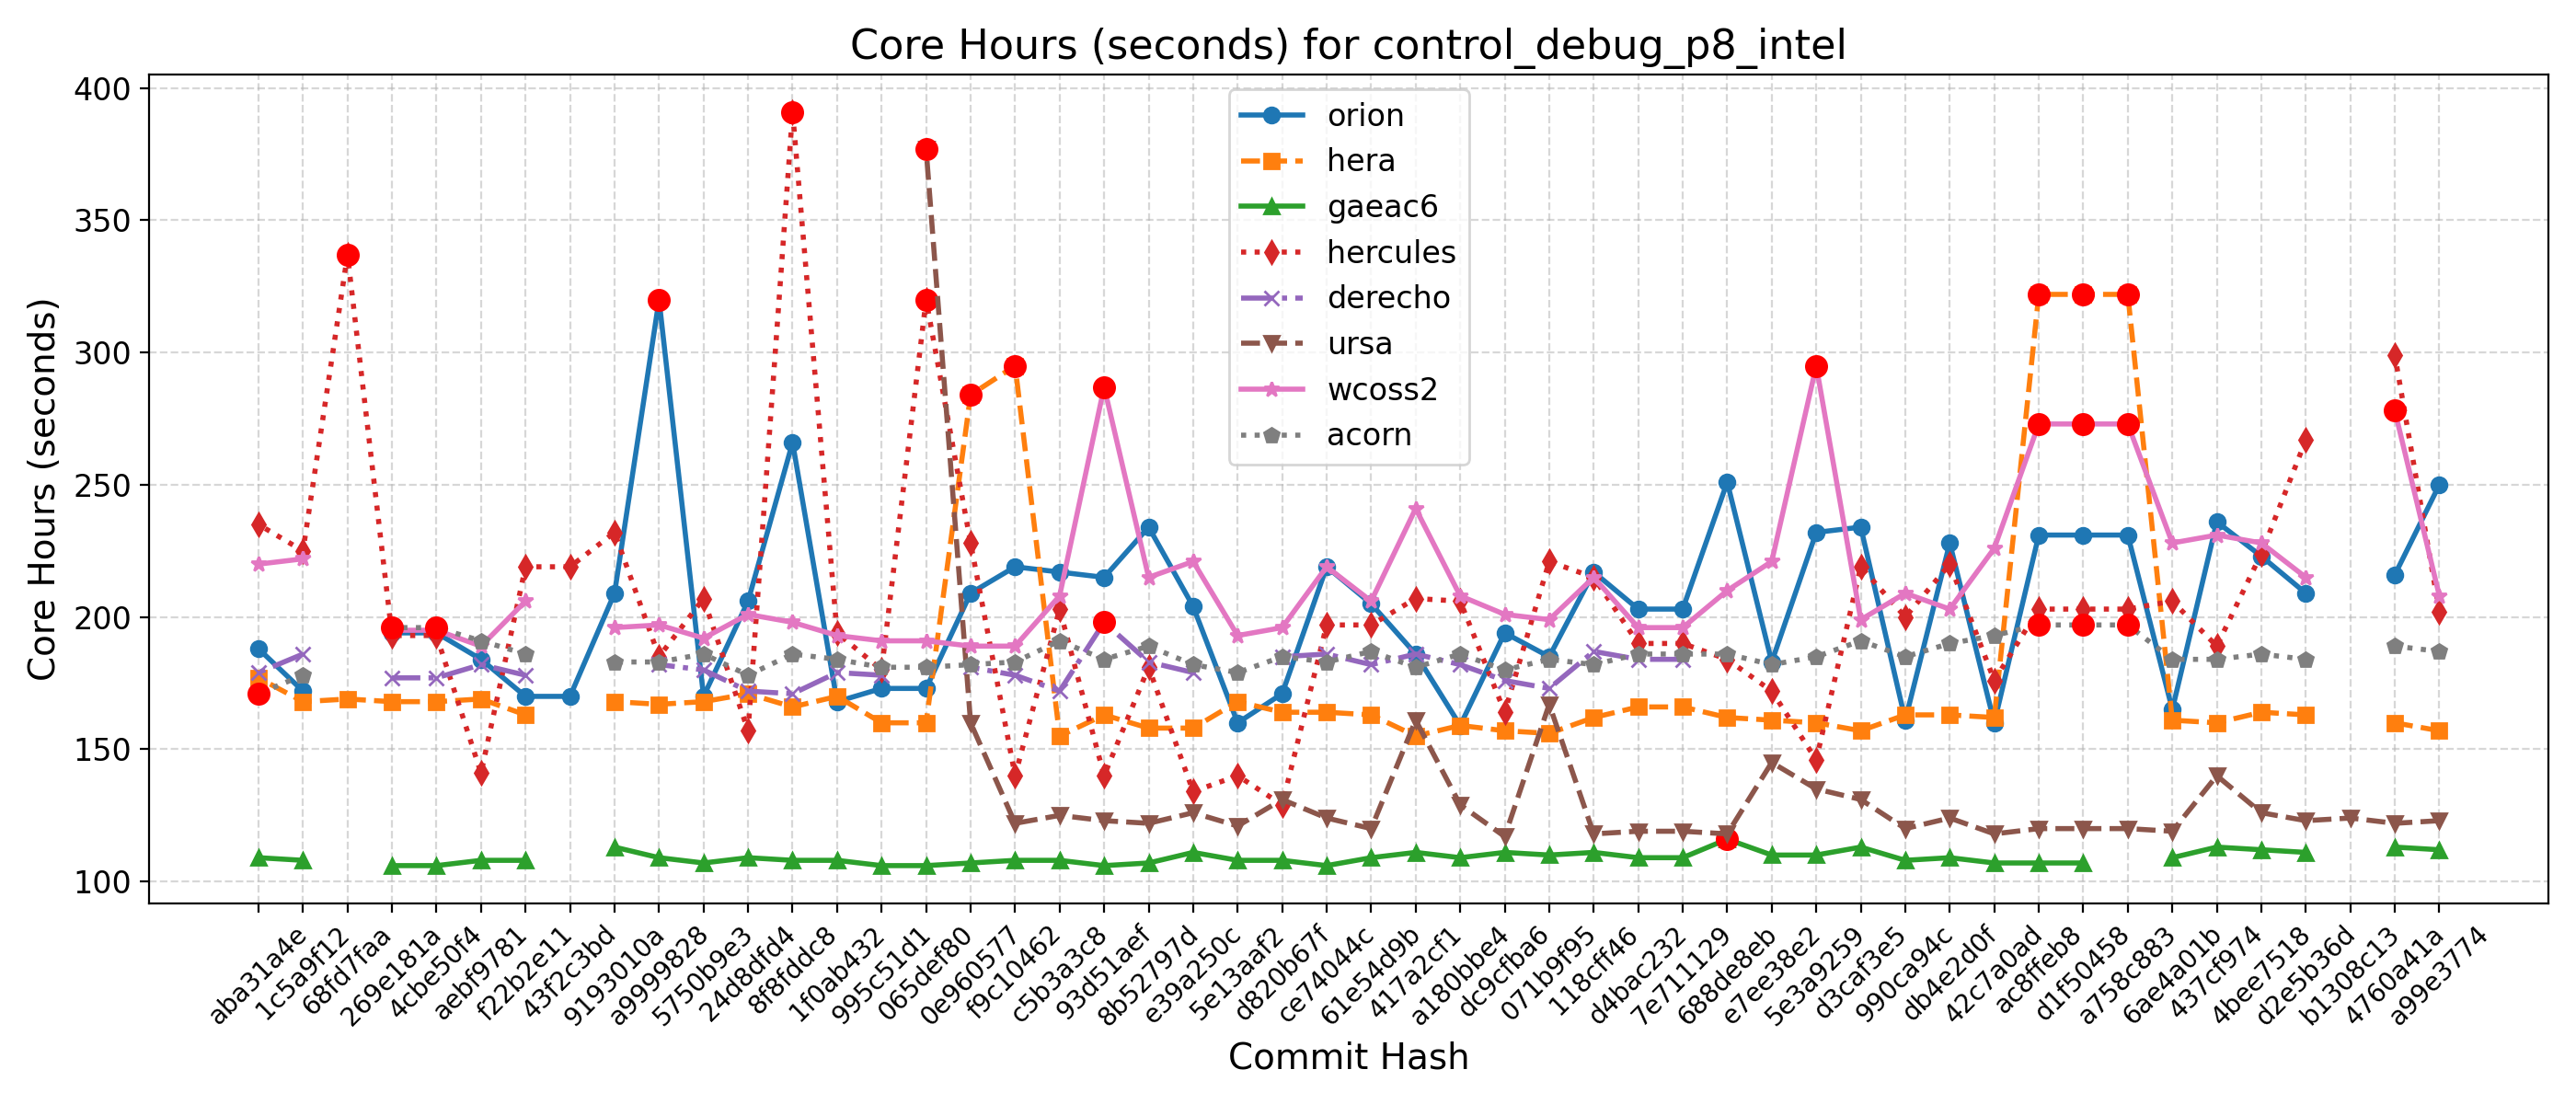 Core Hours (seconds) for control_debug_p8_intel
Core Hours (seconds)
400
350
300
250
200
150
100
orion
hera
gaeac6
hercules
derecho
ursa
wcoss2
acorn
aba31a4e
1c5a9f12
68fd7faa
269e181a
4cbe50f4
aebf9781
f22b2e11
43f2c3bd
9193010a
a9999828
5750b9e3
24d8dfd4
8f8fddc8
1f0ab432
995c51d1
065def80
0e960577
f9c10462
c5b3a3c8
93d51aef
8b52797d
e39a250c
5e13aaf2
d820b67f
ce74044c
61e54d9b
417a2cf1
a180bbe4
dc9cfba6
071b9f95
118cff46
d4bac232
7e711129
688de8eb
e7ee38e2
5e3a9259
d3caf3e5
990ca94c
db4e2d0f
42c7a0ad
ac8ffeb8
d1f50458
a758c883
6ae4a01b
437cf974
4bee7518
d2e5b36d
b1308c13
4760a41a
a99e3774
Commit Hash